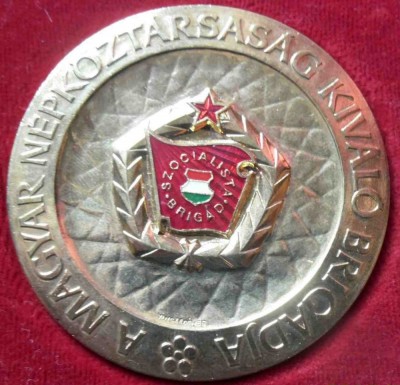 A MAGYAR NÉPKÖZTÁRSASÁG KIVÁLÓ BRIGÁDJA
SZOCIALISTA
BRIGÁD